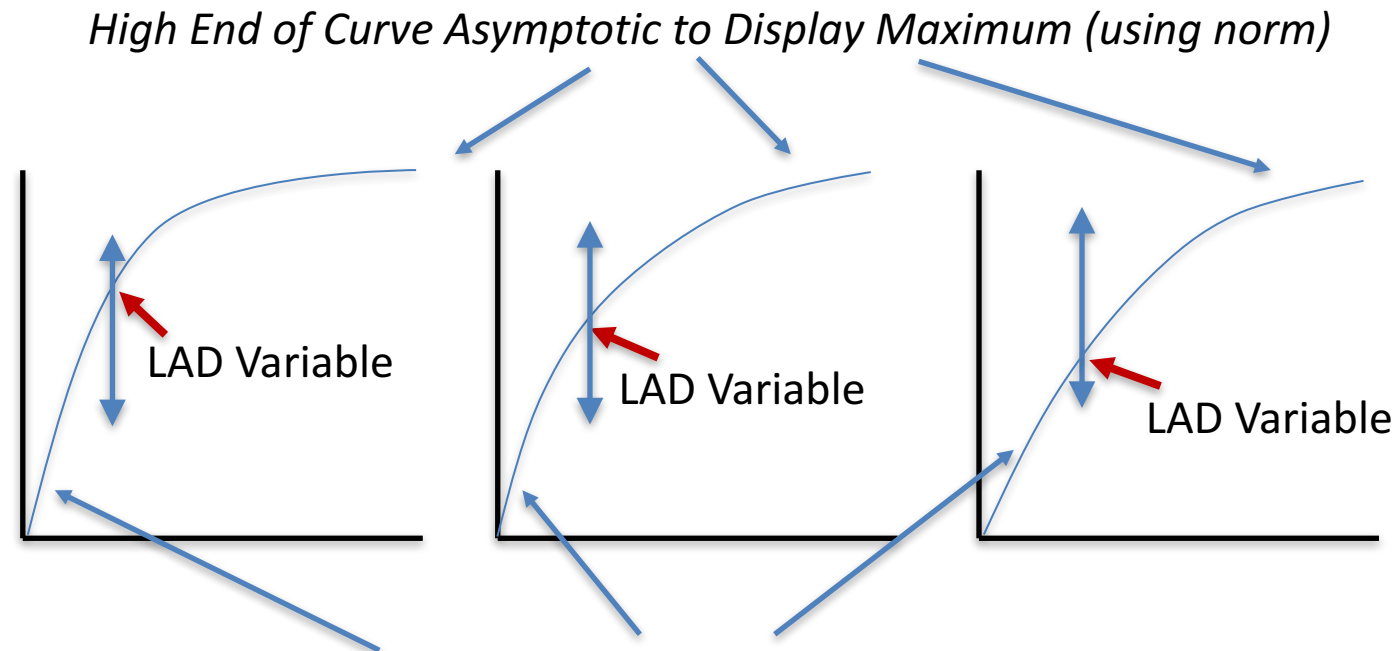 High End of Curve Asymptotic to Display Maximum (using norm)
LAD Variable
LAD Variable
LAD Variable